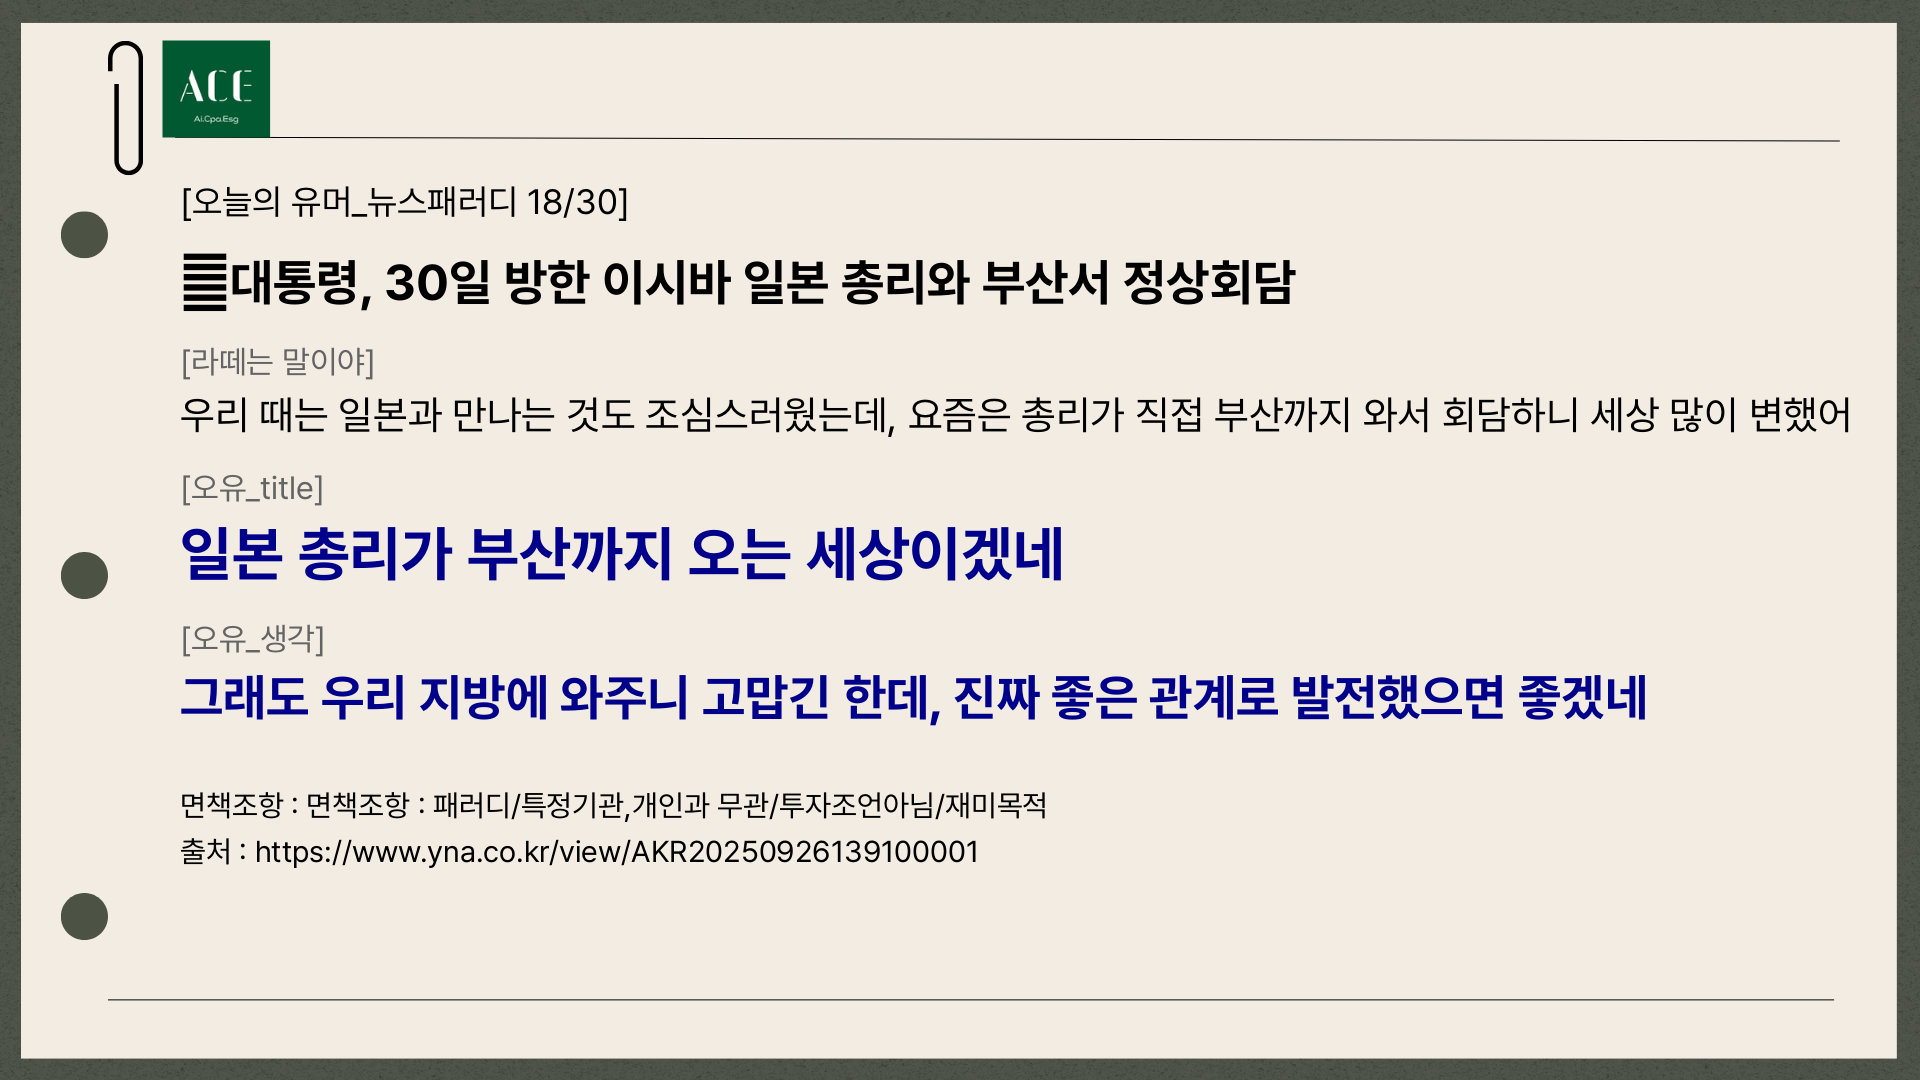 ACE
Ai.Cpa.Esg
[오늘의 유머_뉴스패러디 18/30]
대통령, 30일 방한 이시바 일본 총리와 부산서 정상회담
[라떼는 말이야]
우리 때는 일본과 만나는 것도 조심스러웠는데, 요즘은 총리가 직접 부산까지 와서 회담하니 세상 많이 변했어
[오유_title]
일본 총리가 부산까지 오는 세상이겠네
[오유_생각]
그래도 우리 지방에 와주니 고맙긴 한데, 진짜 좋은 관계로 발전했으면 좋겠네
면책조항 : 면책조항 : 패러디/특정기관,개인과 무관/투자조언아님/재미목적
출처 : https://www.yna.co.kr/view/AKR20250926139100001